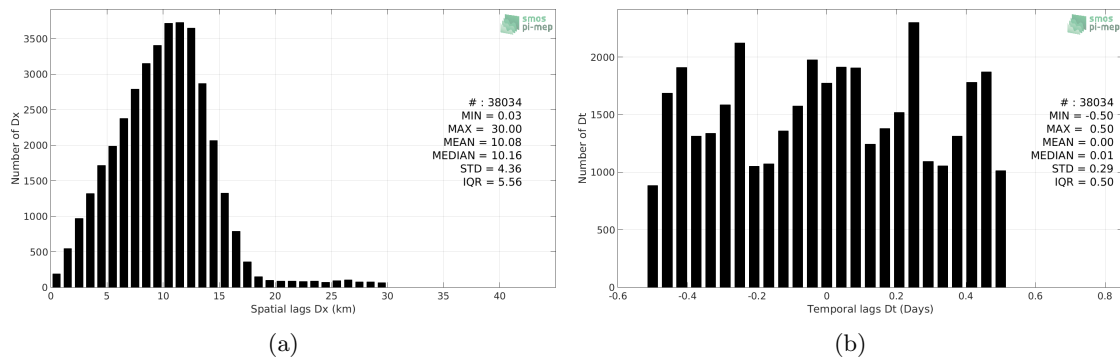 smos
pi-mep
3500
3000
2500
2000
1500
1000
500
0
Number of Dx
# : 38034
MIN = 0.03
MAX = 30.00
MEAN = 10.08
MEDIAN = 10.16
STD = 4.36
IQR = 5.56
0 5 10 15 20 25 30 35 40
Spatial lags Dx (km)
(a)
smos
pi-mep
2000
1500
1000
500
0
Number of Dt
# : 38034
MIN = -0.50
MAX = 0.50
MEAN = 0.00
MEDIAN = 0.01
STD = 0.29
IQR = 0.50
-0.6 -0.4 -0.2 0 0.2 0.4 0.6 0.8
Temporal lags Dt (Days)
(b)